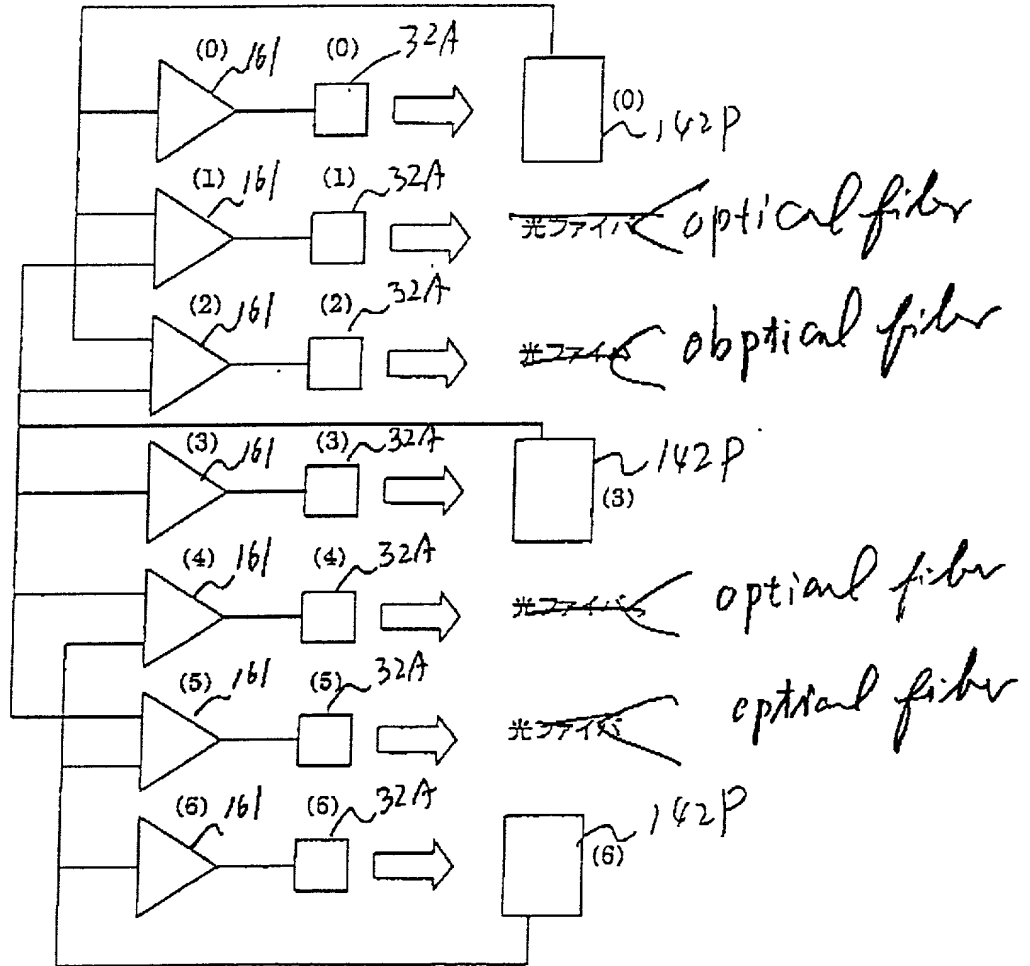 (0) 161 (0) 32A
(0)
142P
(1) 161 (1) 32A
光ファイバ optical fiber
(2) 161 (2) 32A
光ファイバ obptical fiber
(3) 161 (3) 32A
142P
(3)
(4) 161 (4) 32A
光ファイバ optical fiber
(5) 161 (5) 32A
光ファイバ optical fiber
(6) 161 (6) 32A
142P
(6)